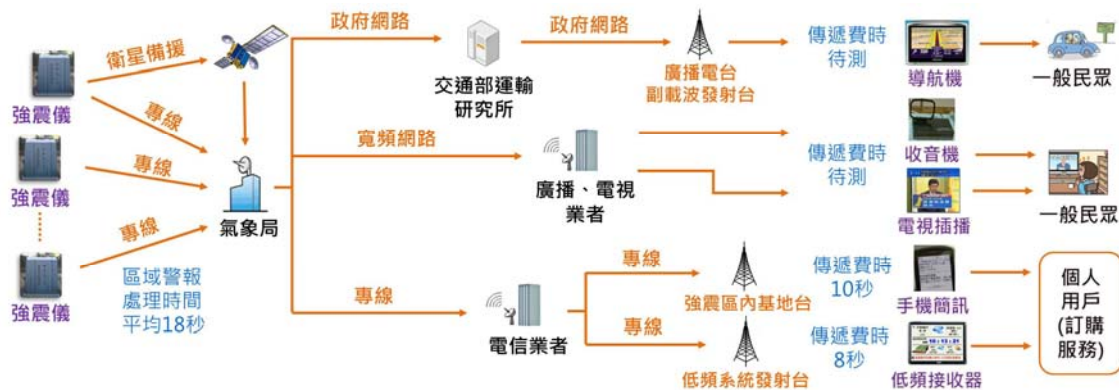 強震儀
強震儀
強震儀
衛星備援
專線
專線
專線
區域警報
處理時間
平均18秒
氣象局
政府網路
交通部運輸
研究所
政府網路
廣播電台
副載波發射台
傳遞費時
待測
導航機
一般民眾
寬頻網路
廣播、電視
業者
傳遞費時
待測
收音機
電視插播
一般民眾
專線
電信業者
專線
強震區內基地台
傳遞費時
10秒
手機簡訊
專線
低頻系統發射台
傳遞費時
8秒
低頻接收器
個人
用戶
(訂購
服務)